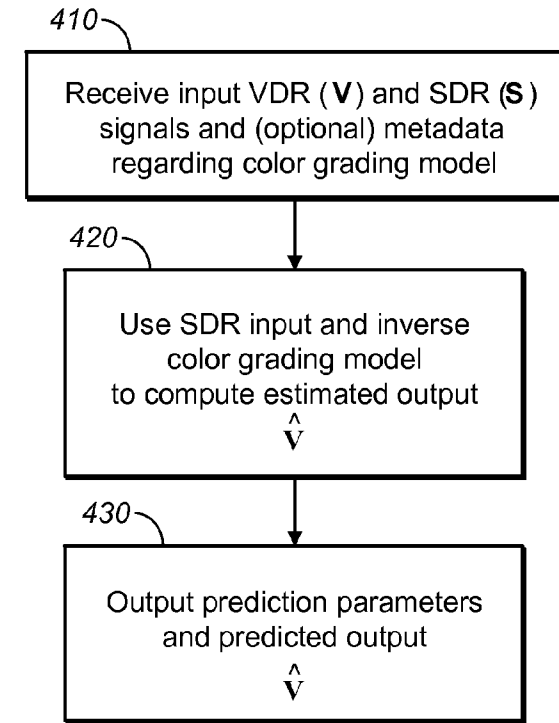 410
Receive input VDR (V) and SDR (S)
signals and (optional) metadata
regarding color grading model
420
Use SDR input and inverse
color grading model
to compute estimated output
V̂
430
Output prediction parameters
and predicted output
V̂